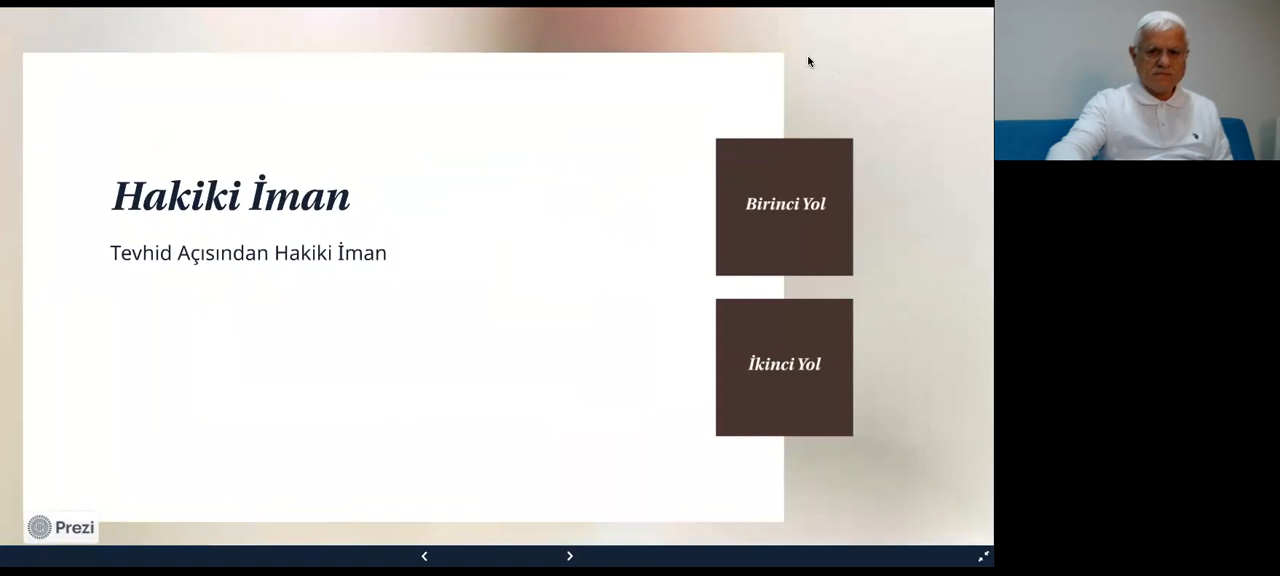 Hakiki İman
Tevhid Açısından Hakiki İman
Birinci Yol
İkinci Yol
Prezi